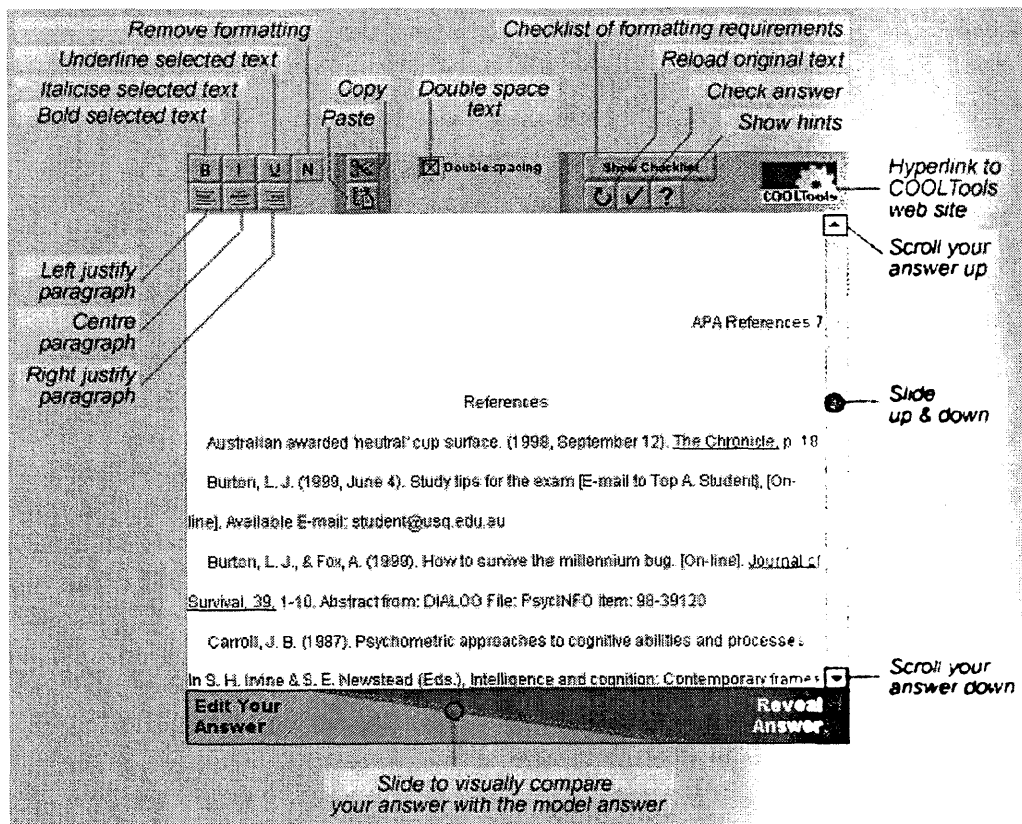 Remove formatting
Underline selected text
Italicise selected text
Bold selected text
Copy
Paste
Double space
text
Checklist of formatting requirements
Reload original text
Check answer
Show hints
B I U N
Double spacing
Show Checklist
?
COOLTools
Hyperlink to
COOLTools
web site
Scroll your
answer up
Left justify
paragraph
Centre
paragraph
Right justify
paragraph
APA References 7
References
Slide
up & down
Australian awarded 'neutral' cup surface. (1998, September 12). The Chronicle, p. 18
Burton, L. J. (1999, June 4). Study tips for the exam [E-mail to Top A. Student], [On-
line]. Available E-mail: student@usq.edu.au
Burton, L. J., & Fox, A. (1999). How to survive the millennium bug. [On-line]. Journal of
Survival, 39, 1-10. Abstract from: DIALOG File: PsycINFO Item: 98-39120
Carroll, J. B. (1987). Psychometric approaches to cognitive abilities and processes
In S. H. Irvine & S. E. Newstead (Eds.), Intelligence and cognition: Contemporary frames
Scroll your
answer down
Edit Your
Answer
Reveal
Answer
Slide to visually compare
your answer with the model answer